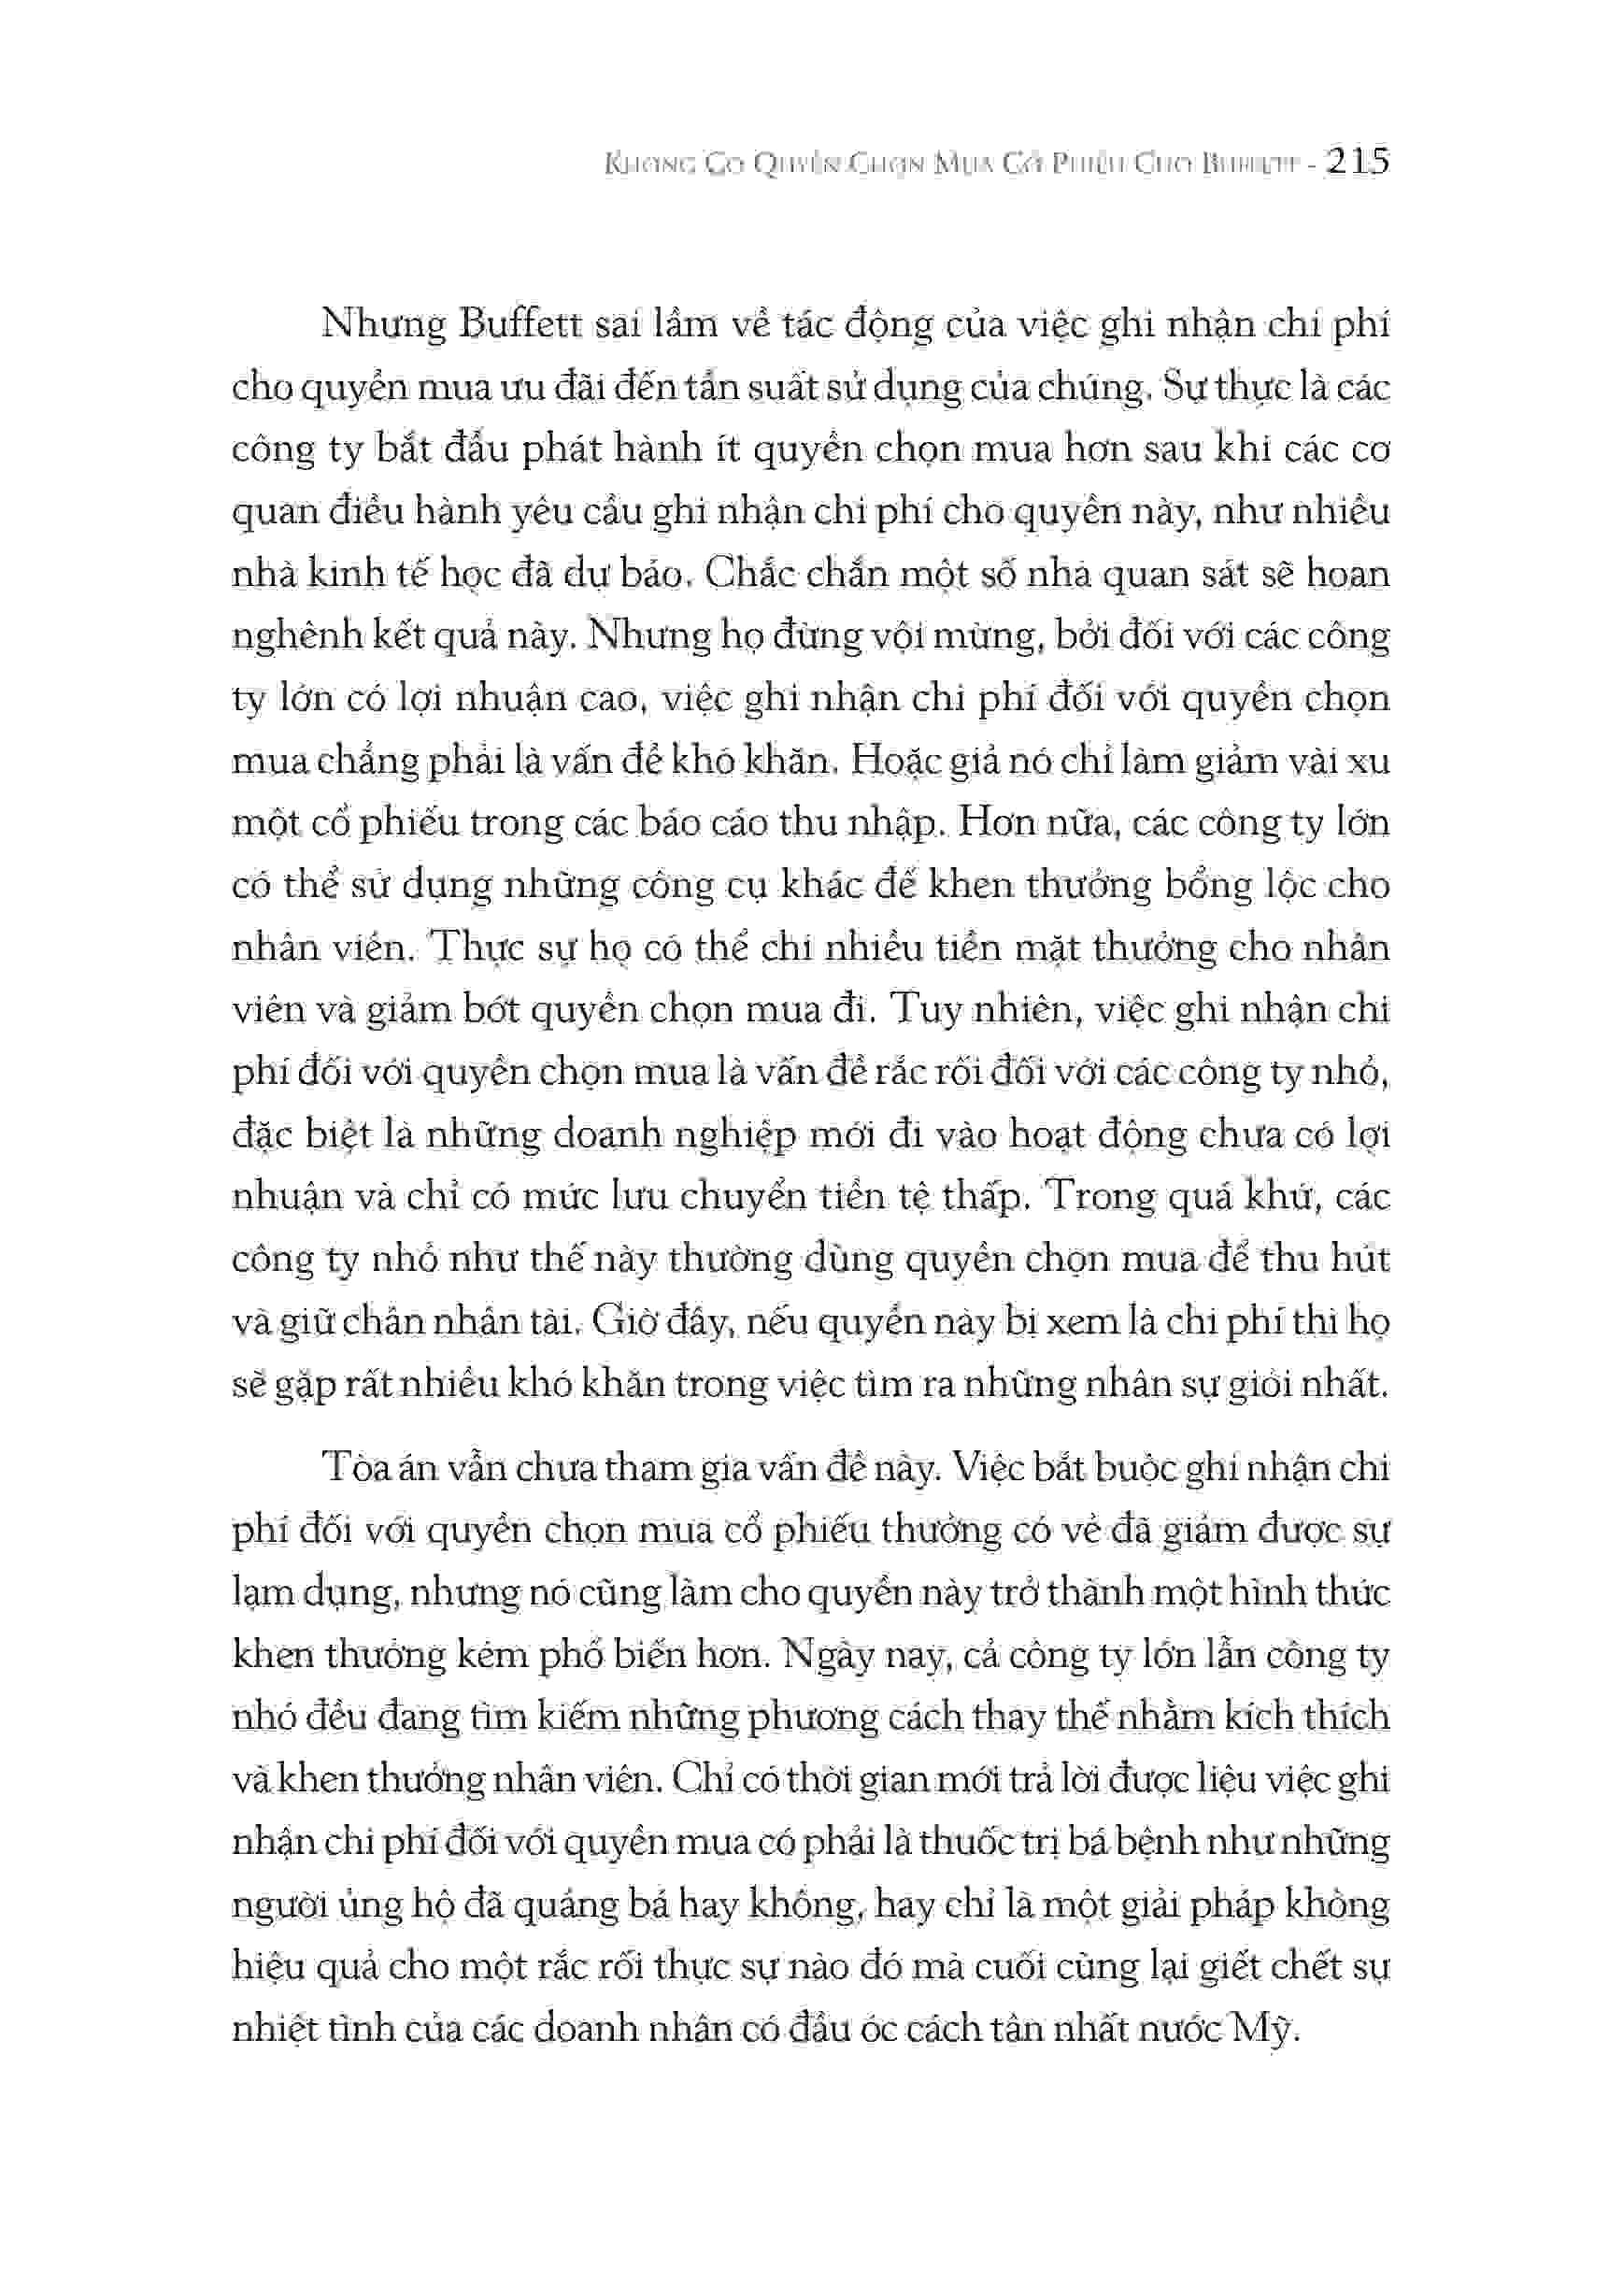 Không Có Quyền Chọn Mua Cổ Phiếu Cho Buffett - 215
Nhưng Buffett sai lầm về tác động của việc ghi nhận chi phí
cho quyền mua ưu đãi đến tần suất sử dụng của chúng. Sự thực là các
công ty bắt đầu phát hành ít quyền chọn mua hơn sau khi các cơ
quan điều hành yêu cầu ghi nhận chi phí cho quyền này, như nhiều
nhà kinh tế học đã dự báo. Chắc chắn một số nhà quan sát sẽ hoan
nghênh kết quả này. Nhưng họ đừng vội mừng, bởi đối với các công
ty lớn có lợi nhuận cao, việc ghi nhận chi phí đối với quyền chọn
mua chẳng phải là vấn đề khó khăn. Hoặc giả nó chỉ làm giảm vài xu
một cổ phiếu trong các báo cáo thu nhập. Hơn nữa, các công ty lớn
có thể sử dụng những công cụ khác để khen thưởng bổng lộc cho
nhân viên. Thực sự họ có thể chi nhiều tiền mặt thưởng cho nhân
viên và giảm bớt quyền chọn mua đi. Tuy nhiên, việc ghi nhận chi
phí đối với quyền chọn mua là vấn đề rắc rối đối với các công ty nhỏ,
đặc biệt là những doanh nghiệp mới đi vào hoạt động chưa có lợi
nhuận và chỉ có mức lưu chuyển tiền tệ thấp. Trong quá khứ, các
công ty nhỏ như thế này thường dùng quyền chọn mua để thu hút
và giữ chân nhân tài. Giờ đây, nếu quyền này bị xem là chi phí thì họ
sẽ gặp rất nhiều khó khăn trong việc tìm ra những nhân sự giỏi nhất.
Tòa án vẫn chưa tham gia vấn đề này. Việc bắt buộc ghi nhận chi
phí đối với quyền chọn mua cổ phiếu thưởng có vẻ đã giảm được sự
lạm dụng, nhưng nó cũng làm cho quyền này trở thành một hình thức
khen thưởng kém phổ biến hơn. Ngày nay, cả công ty lớn lẫn công ty
nhỏ đều đang tìm kiếm những phương cách thay thế nhằm kích thích
và khen thưởng nhân viên. Chỉ có thời gian mới trả lời được liệu việc ghi
nhận chi phí đối với quyền mua có phải là thuốc trị bá bệnh như những
người ủng hộ đã quảng bá hay không, hay chỉ là một giải pháp không
hiệu quả cho một rắc rối thực sự nào đó mà cuối cùng lại giết chết sự
nhiệt tình của các doanh nhân có đầu óc cách tân nhất nước Mỹ.